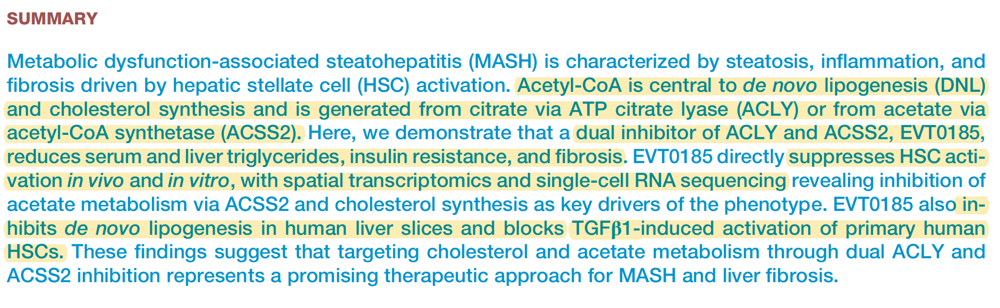 SUMMARY
Metabolic dysfunction-associated steatohepatitis (MASH) is characterized by steatosis, inflammation, and
fibrosis driven by hepatic stellate cell (HSC) activation. Acetyl-CoA is central to de novo lipogenesis (DNL)
and cholesterol synthesis and is generated from citrate via ATP citrate lyase (ACLY) or from acetate via
acetyl-CoA synthetase (ACSS2). Here, we demonstrate that a dual inhibitor of ACLY and ACSS2, EVT0185,
reduces serum and liver triglycerides, insulin resistance, and fibrosis. EVT0185 directly suppresses HSC acti-
vation in vivo and in vitro, with spatial transcriptomics and single-cell RNA sequencing revealing inhibition of
acetate metabolism via ACSS2 and cholesterol synthesis as key drivers of the phenotype. EVT0185 also in-
hibits de novo lipogenesis in human liver slices and blocks TGFβ1-induced activation of primary human
HSCs. These findings suggest that targeting cholesterol and acetate metabolism through dual ACLY and
ACSS2 inhibition represents a promising therapeutic approach for MASH and liver fibrosis.